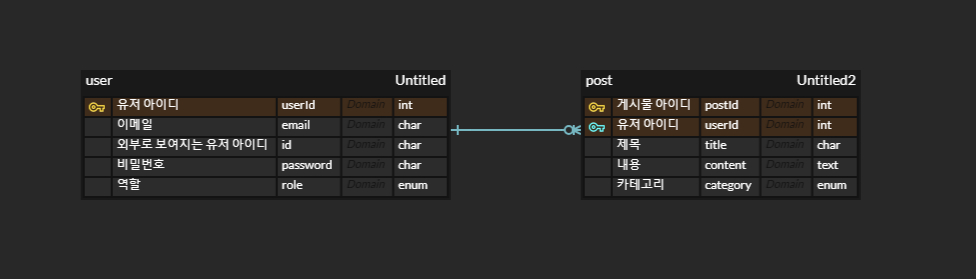 user Untitled
유저 아이디 userId Domain int
이메일 email Domain char
외부로 보여지는 유저 아이디 id Domain char
비밀번호 password Domain char
역할 role Domain enum
post Untitled2
게시물 아이디 postId Domain int
유저 아이디 userId Domain int
제목 title Domain char
내용 content Domain text
카테고리 category Domain enum